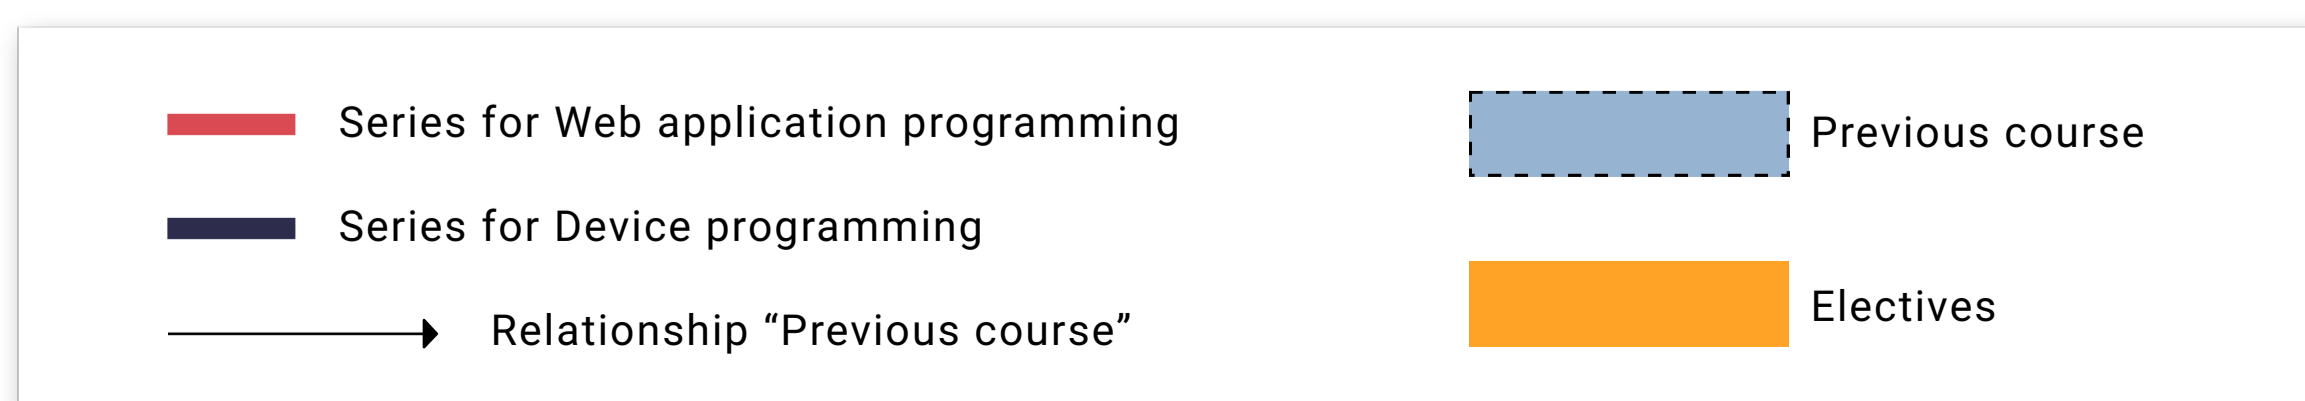 Series for Web application programming
Series for Device programming
Relationship “Previous course”
Previous course
Electives